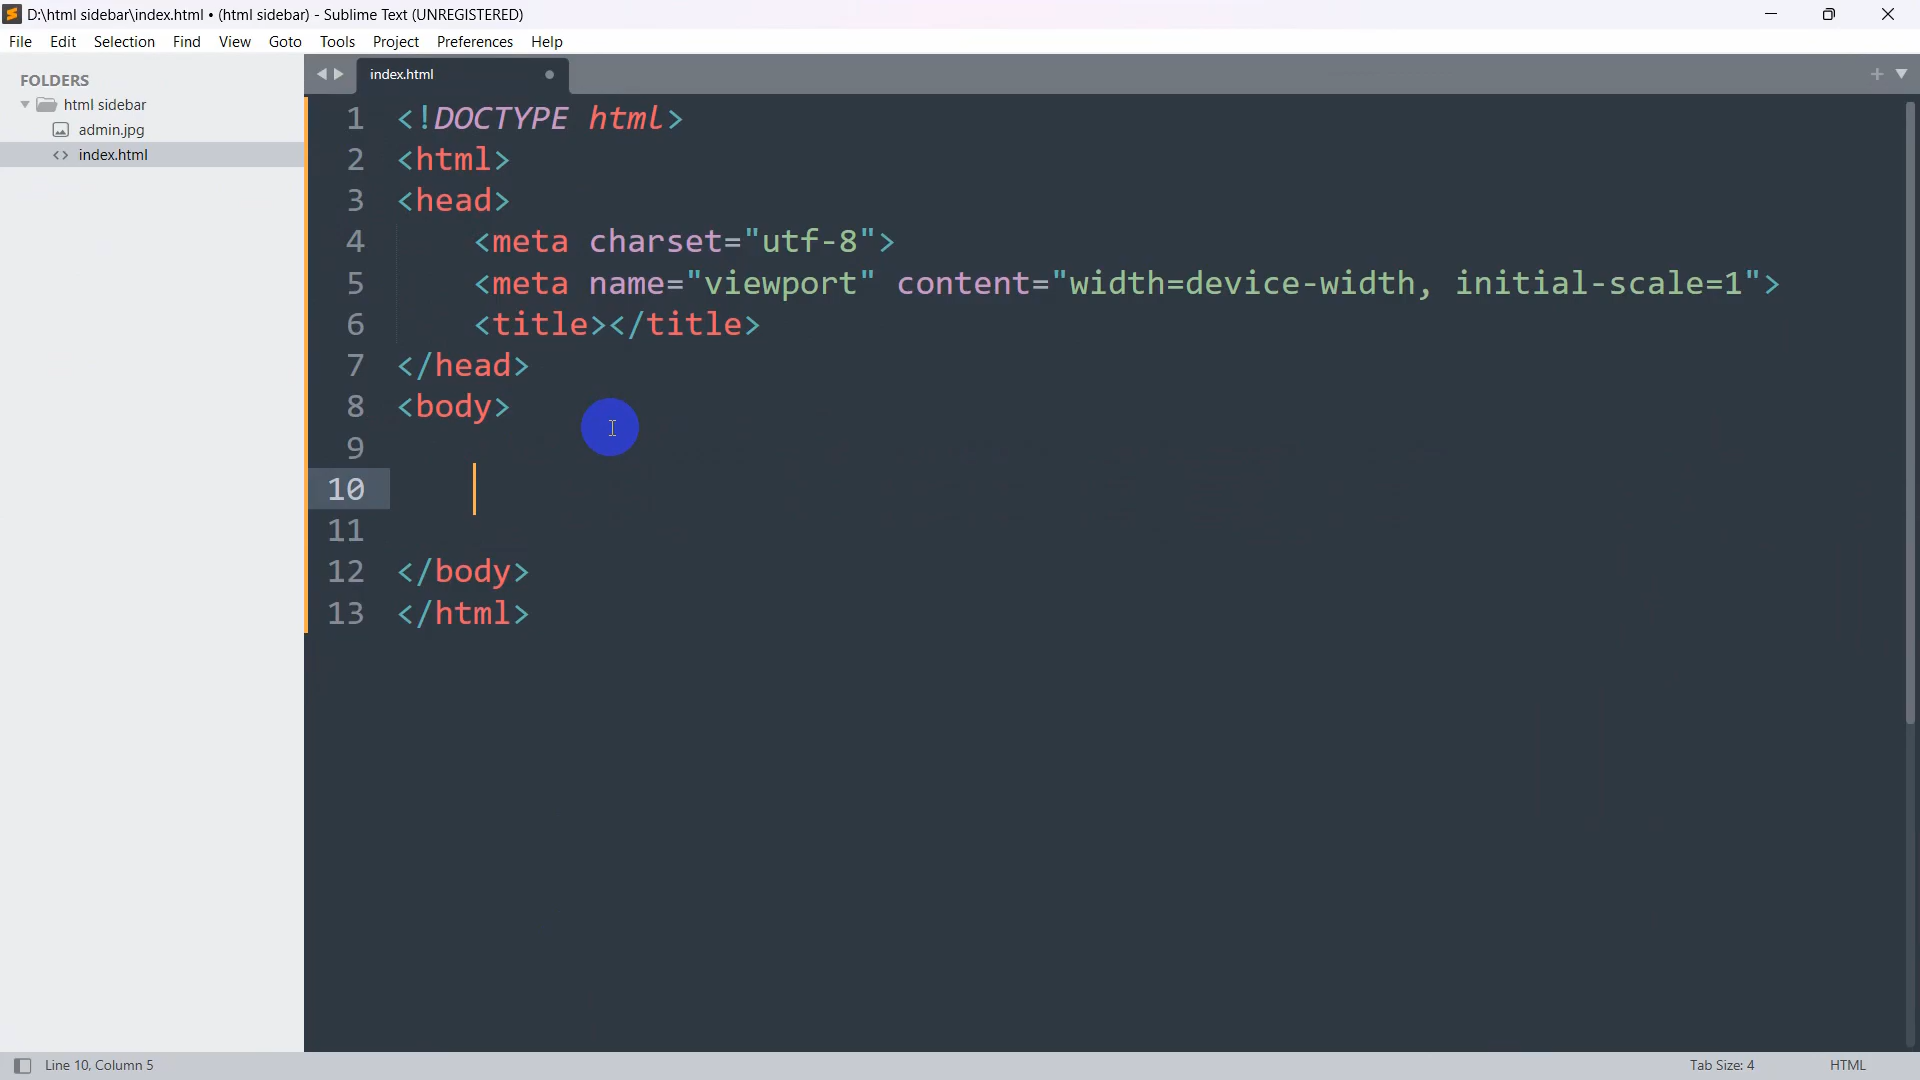 D:\html sidebar\index.html • (html sidebar) - Sublime Text (UNREGISTERED)
File Edit Selection Find View Goto Tools Project Preferences Help
FOLDERS
html sidebar
admin.jpg
index.html
index.html
1 <!DOCTYPE html>
2 <html>
3 <head>
4 <meta charset="utf-8">
5 <meta name="viewport" content="width=device-width, initial-scale=1">
6 <title></title>
7 </head>
8 <body>
9
10
11
12 </body>
13 </html>
Line 10, Column 5
Tab Size: 4
HTML